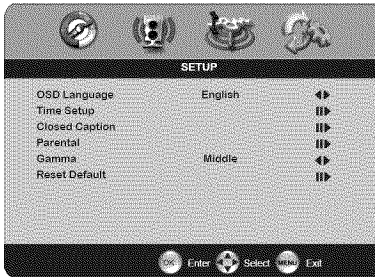 SETUP
OSD Language English
Time Setup
Closed Caption
Parental
Gamma Middle
Reset Default
OK Enter Select MENU Exit